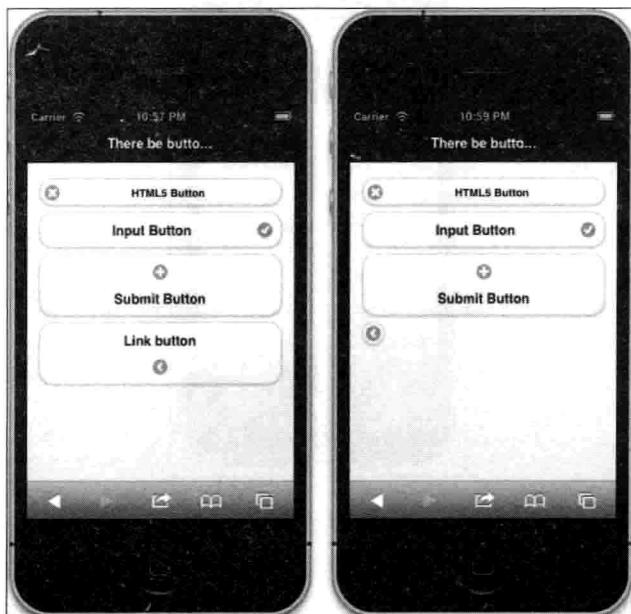 Carrier 10:57 PM
There be butto...
HTML5 Button
Input Button
Submit Button
Link button
Carrier 10:59 PM
There be butto...
HTML5 Button
Input Button
Submit Button